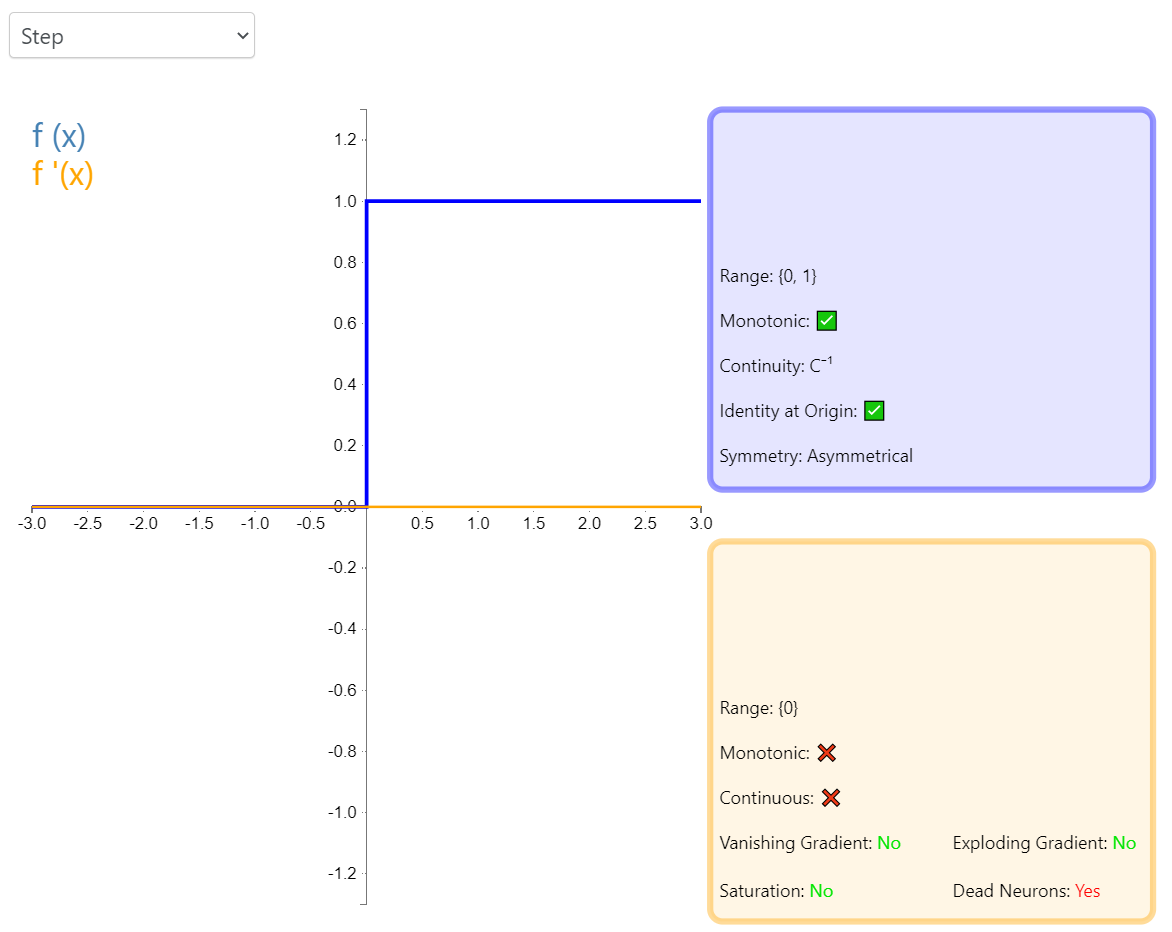 Step
f (x)
f '(x)
1.2
1.0
0.8
0.6
0.4
0.2
0.0
-3.0 -2.5 -2.0 -1.5 -1.0 -0.5 0.5 1.0 1.5 2.0 2.5 3.0
-0.2
-0.4
-0.6
-0.8
-1.0
-1.2
Range: {0, 1}
Monotonic: ✅
Continuity: C⁻¹
Identity at Origin: ✅
Symmetry: Asymmetrical
Range: {0}
Monotonic: ❌
Continuous: ❌
Vanishing Gradient: No Exploding Gradient: No
Saturation: No Dead Neurons: Yes